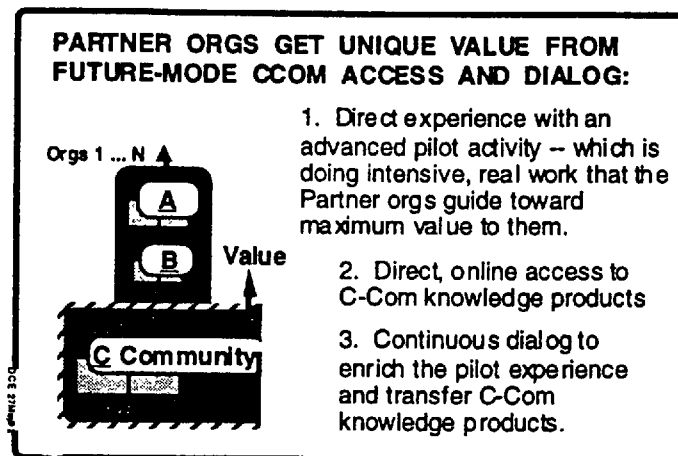 PARTNER ORGS GET UNIQUE VALUE FROM
FUTURE-MODE CCOM ACCESS AND DIALOG:
Orgs 1 ... N
A
B
Value
C Community
1. Direct experience with an
advanced pilot activity – which is
doing intensive, real work that the
Partner orgs guide toward
maximum value to them.
2. Direct, online access to
C-Com knowledge products
3. Continuous dialog to
enrich the pilot experience
and transfer C-Com
knowledge products.
DCE